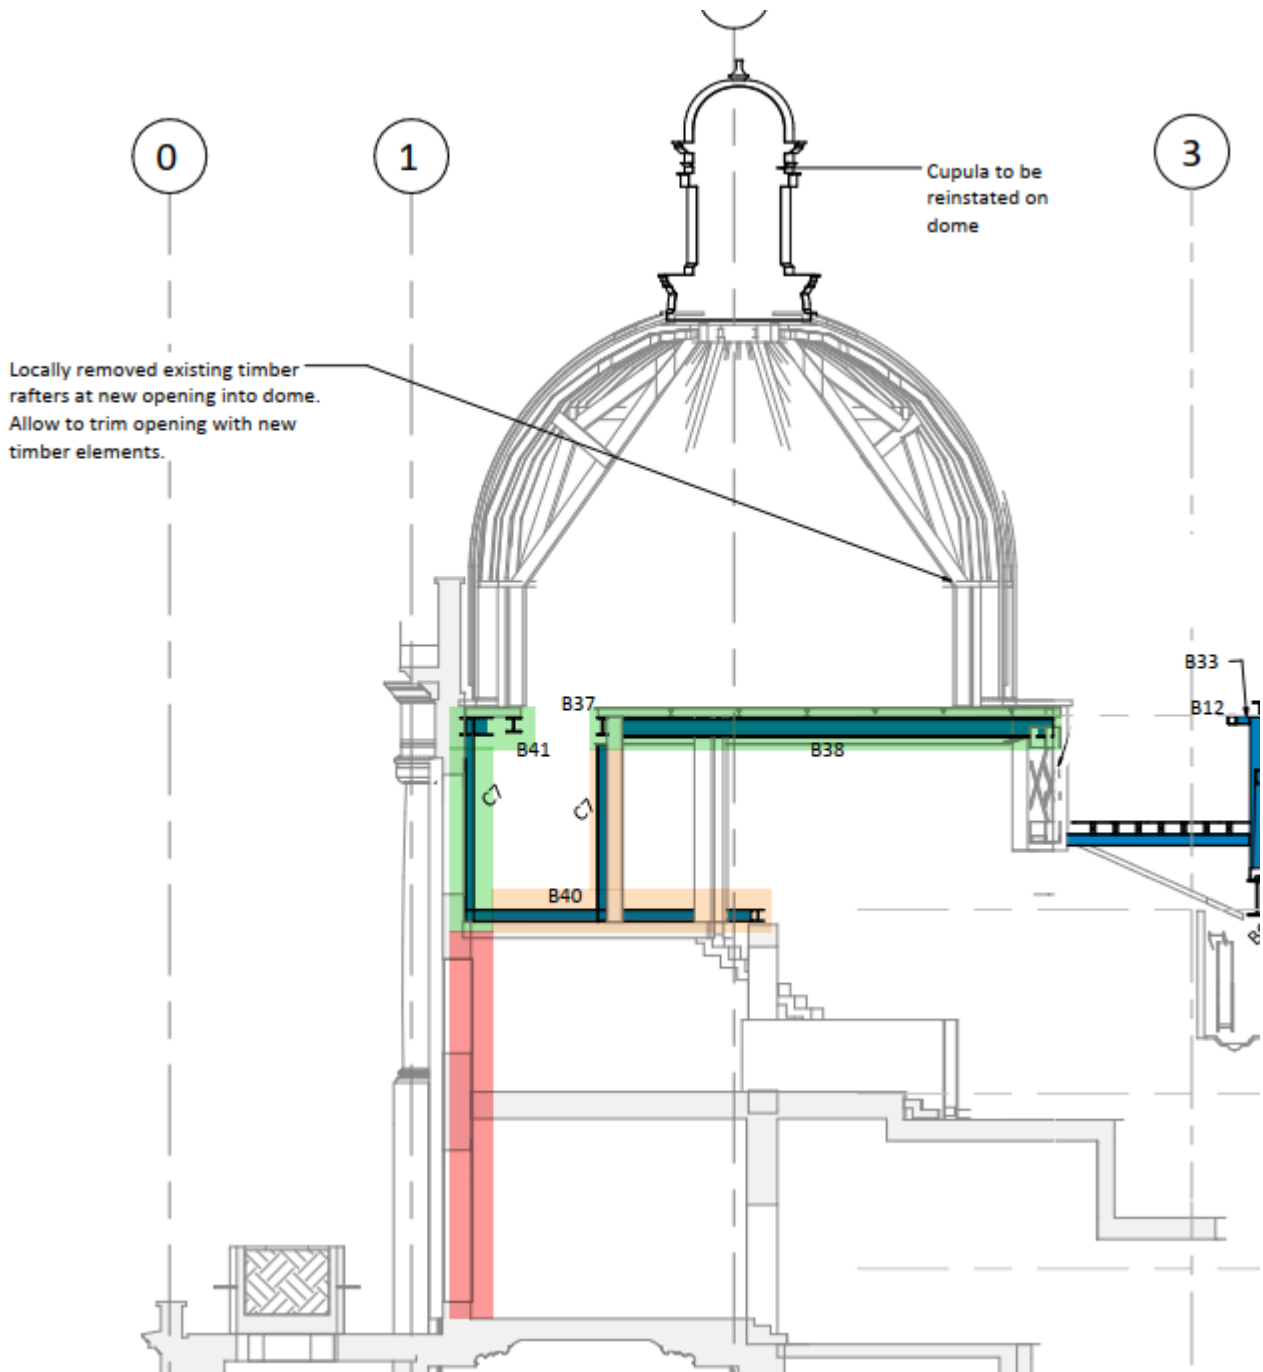 0
1
3
Cupula to be
reinstated on
dome
Locally removed existing timber
rafters at new opening into dome.
Allow to trim opening with new
timber elements.
B33
B12
B37
B41
B38
C7
C7
B40